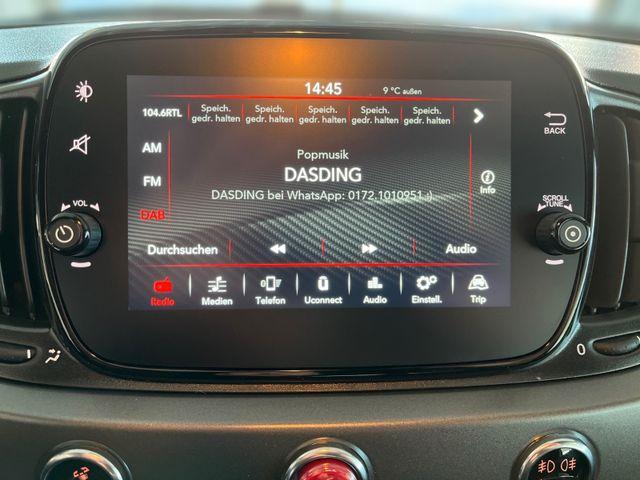 14:45
9 °C außen
104.6RTL
Speich. gedr. halten
Speich. gedr. halten
Speich. gedr. halten
Speich. gedr. halten
Speich. gedr. halten
BACK
AM
Popmusik
FM
DASDING
Info
DASDING bei WhatsApp: 0172.1010951 :)
DAB
VOL
SCROLL
TUNE
Durchsuchen
Audio
Radio
Medien
Telefon
Uconnect
Audio
Einstell.
Trip
0